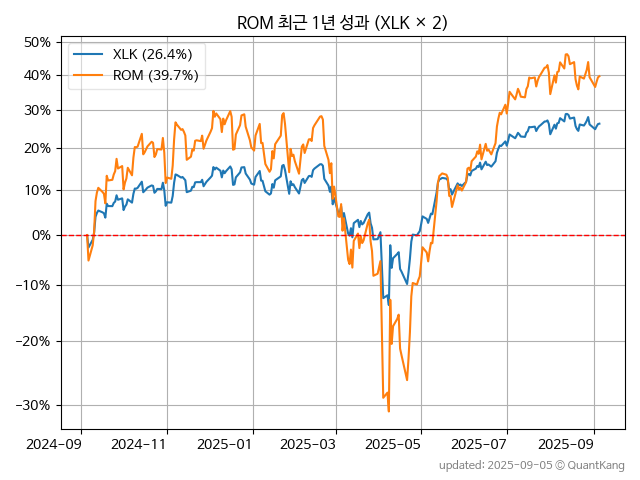 ROM 최근 1년 성과 (XLK × 2)
XLK (26.4%)
ROM (39.7%)
50%
40%
30%
20%
10%
0%
−10%
−20%
−30%
2024-09 2024-11 2025-01 2025-03 2025-05 2025-07 2025-09
updated: 2025-09-05 © QuantKang